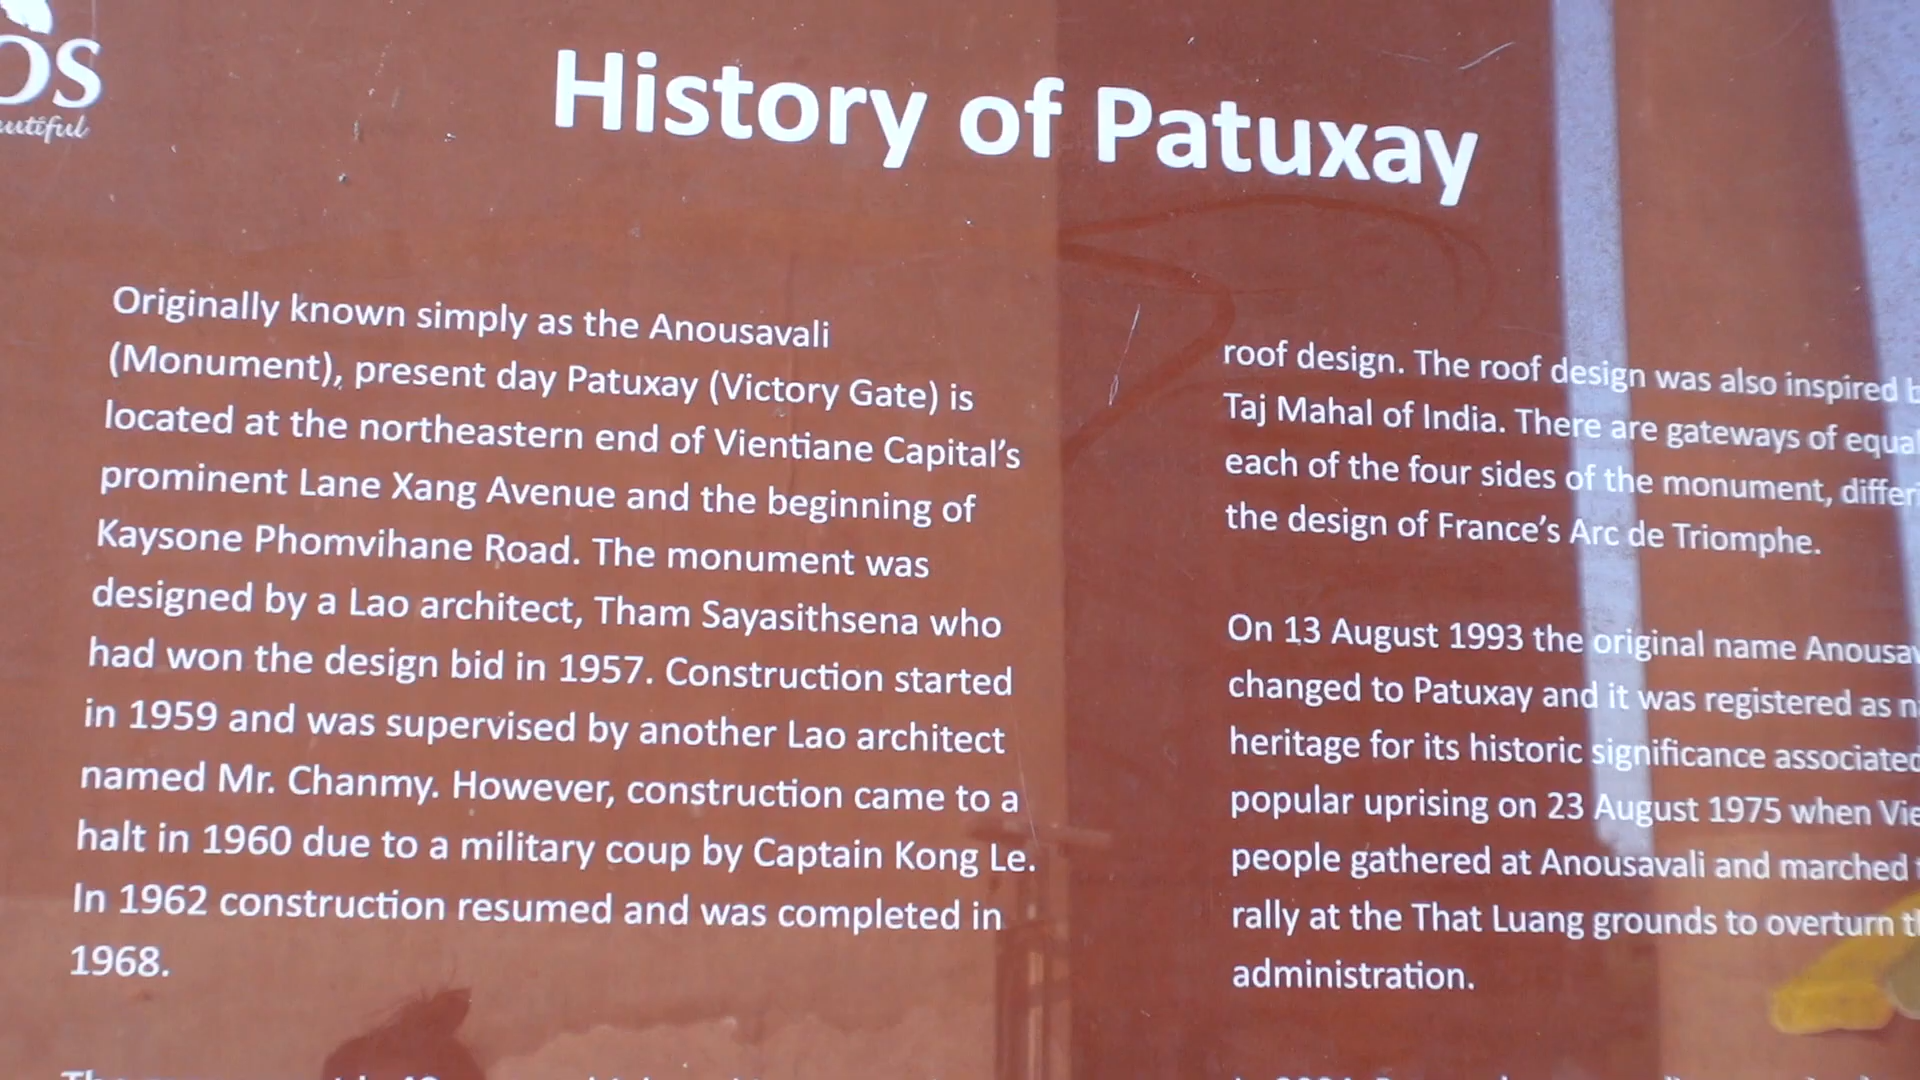 OS
utiful
History of Patuxay
Originally known simply as the Anousavali
(Monument), present day Patuxay (Victory Gate) is
located at the northeastern end of Vientiane Capital’s
prominent Lane Xang Avenue and the beginning of
Kaysone Phomvihane Road. The monument was
designed by a Lao architect, Tham Sayasithsena who
had won the design bid in 1957. Construction started
in 1959 and was supervised by another Lao architect
named Mr. Chanmy. However, construction came to a
halt in 1960 due to a military coup by Captain Kong Le.
In 1962 construction resumed and was completed in
1968.
roof design. The roof design was also inspired
Taj Mahal of India. There are gateways of equal
each of the four sides of the monument,
the design of France’s Arc de Triomphe.
On 13 August 1993 the original name
changed to Patuxay and it was registered as
heritage for its historic significance associated
popular uprising on 23 August 1975 when
people gathered at Anousavali and marched
rally at the That Luang grounds to overturn
administration.